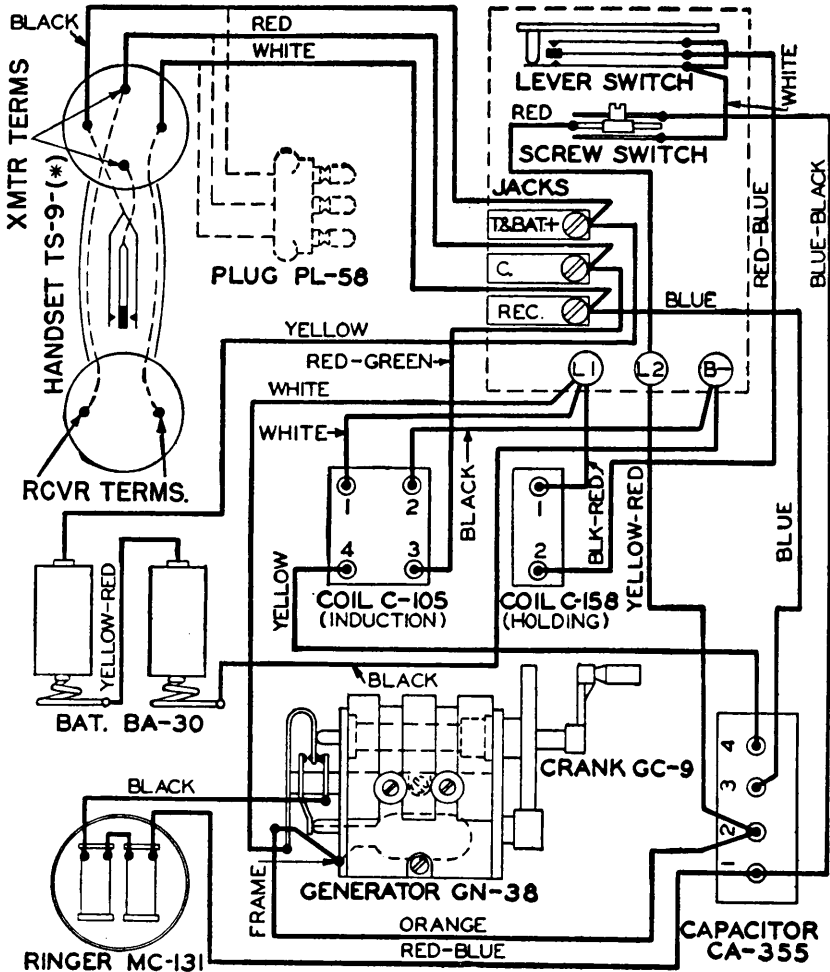 BLACK
RED
WHITE
LEVER SWITCH
WHITE
RED
SCREW SWITCH
XMTR TERMS
HANDSET TS-9-(*)
JACKS
T.&BAT.+
RED-BLUE
BLUE-BLACK
PLUG PL-58
C.
REC.
BLUE
YELLOW
RED-GREEN
L1
L2
B-
WHITE
WHITE
BLACK
BLK-RED
YELLOW-RED
BLUE
RCVR TERMS.
1
2
4
3
1
2
YELLOW
COIL C-105
(INDUCTION)
COIL C-158
(HOLDING)
YELLOW-RED
BLACK
BAT. BA-30
CRANK GC-9
4
3
2
1
BLACK
FRAME
GENERATOR GN-38
ORANGE
RED-BLUE
RINGER MC-131
CAPACITOR
CA-355